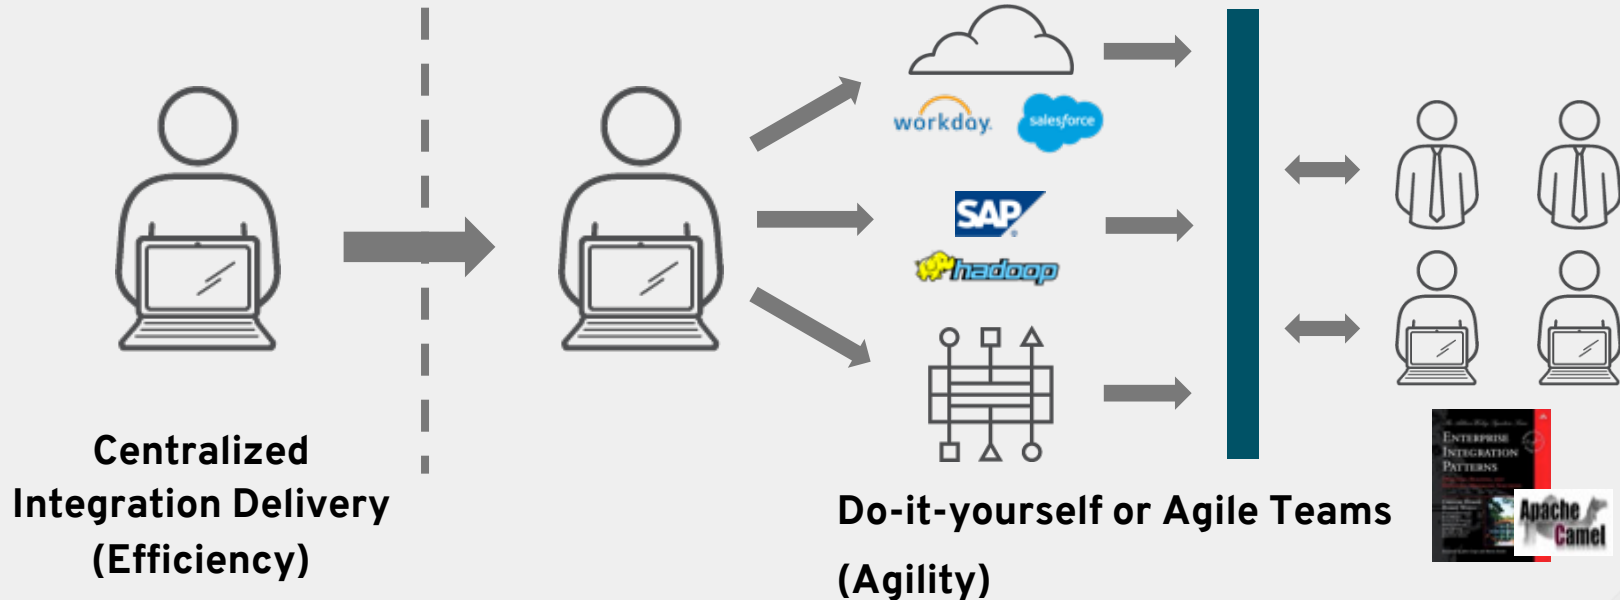 workday.
salesforce
SAP
®
hadoop
Centralized
Integration Delivery
(Efficiency)
Do-it-yourself or Agile Teams
(Agility)
ENTERPRISE
INTEGRATION
PATTERNS
Apache
Camel